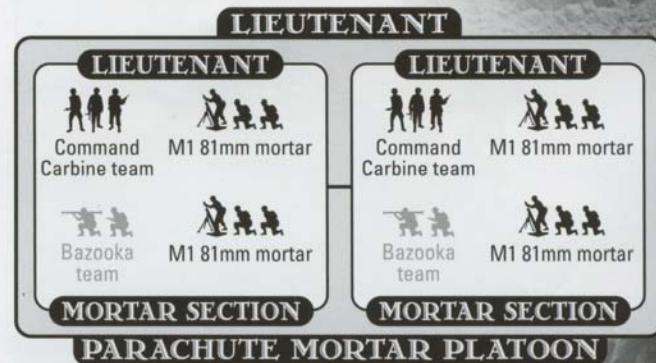 LIEUTENANT
LIEUTENANT
Command
Carbine team
M1 81mm mortar
Bazooka
team
M1 81mm mortar
MORTAR SECTION
LIEUTENANT
Command
Carbine team
M1 81mm mortar
Bazooka
team
M1 81mm mortar
MORTAR SECTION
PARACHUTE MORTAR PLATOON